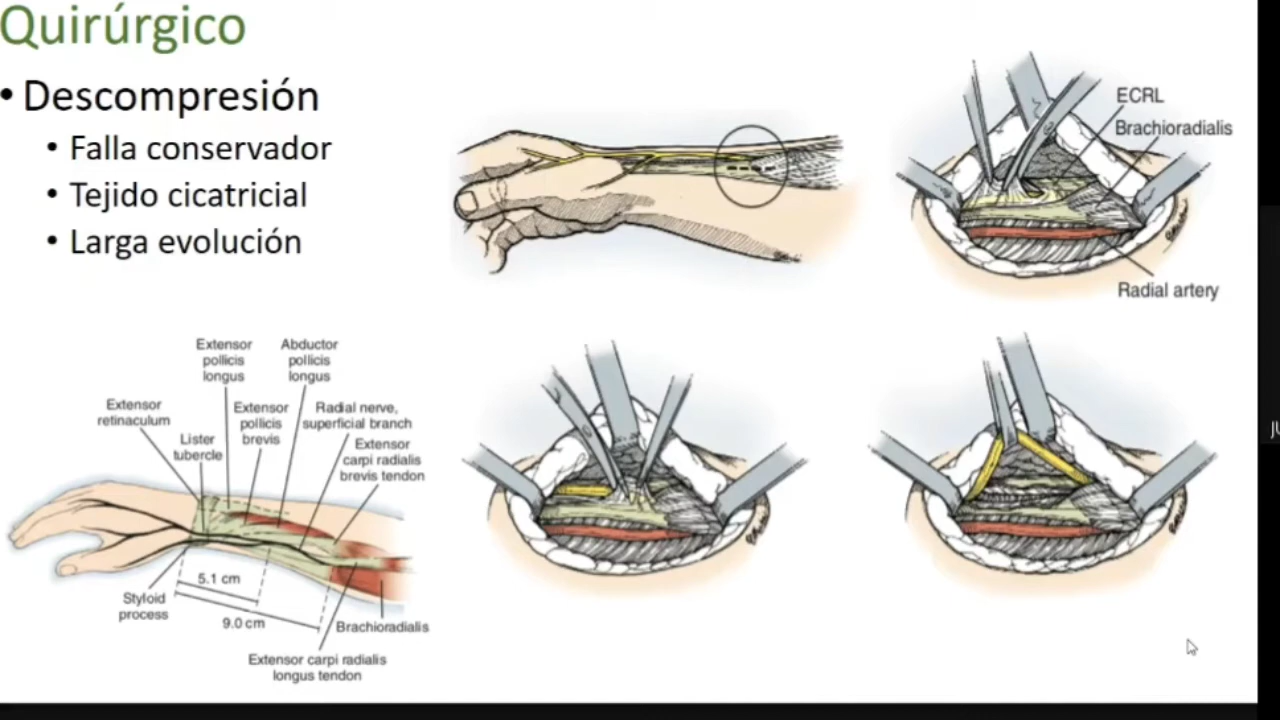 Quirúrgico
• Descompresión
• Falla conservador
• Tejido cicatricial
• Larga evolución
ECRL
Brachioradialis
Radial artery
Extensor
pollicis
longus
Abductor
pollicis
longus
Extensor
retinaculum
Lister
tubercle
Extensor
pollicis
brevis
Radial nerve,
superficial branch
Extensor
carpi radialis
brevis tendon
5.1 cm
9.0 cm
Styloid
process
Brachioradialis
Extensor carpi radialis
longus tendon